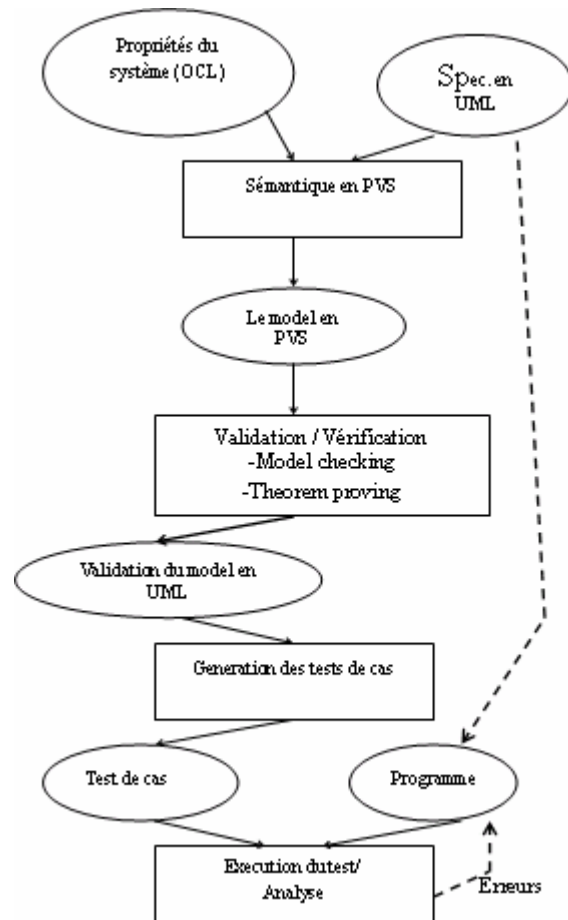 Propriétés du
système (OCL)
Spec. en
UML
Sémantique en PVS
Le model en
PVS
Validation / Vérification
-Model checking
-Theorem proving
Validation du model en
UML
Generation des tests de cas
Test de cas
Programme
Execution du test/
Analyse
Erreurs